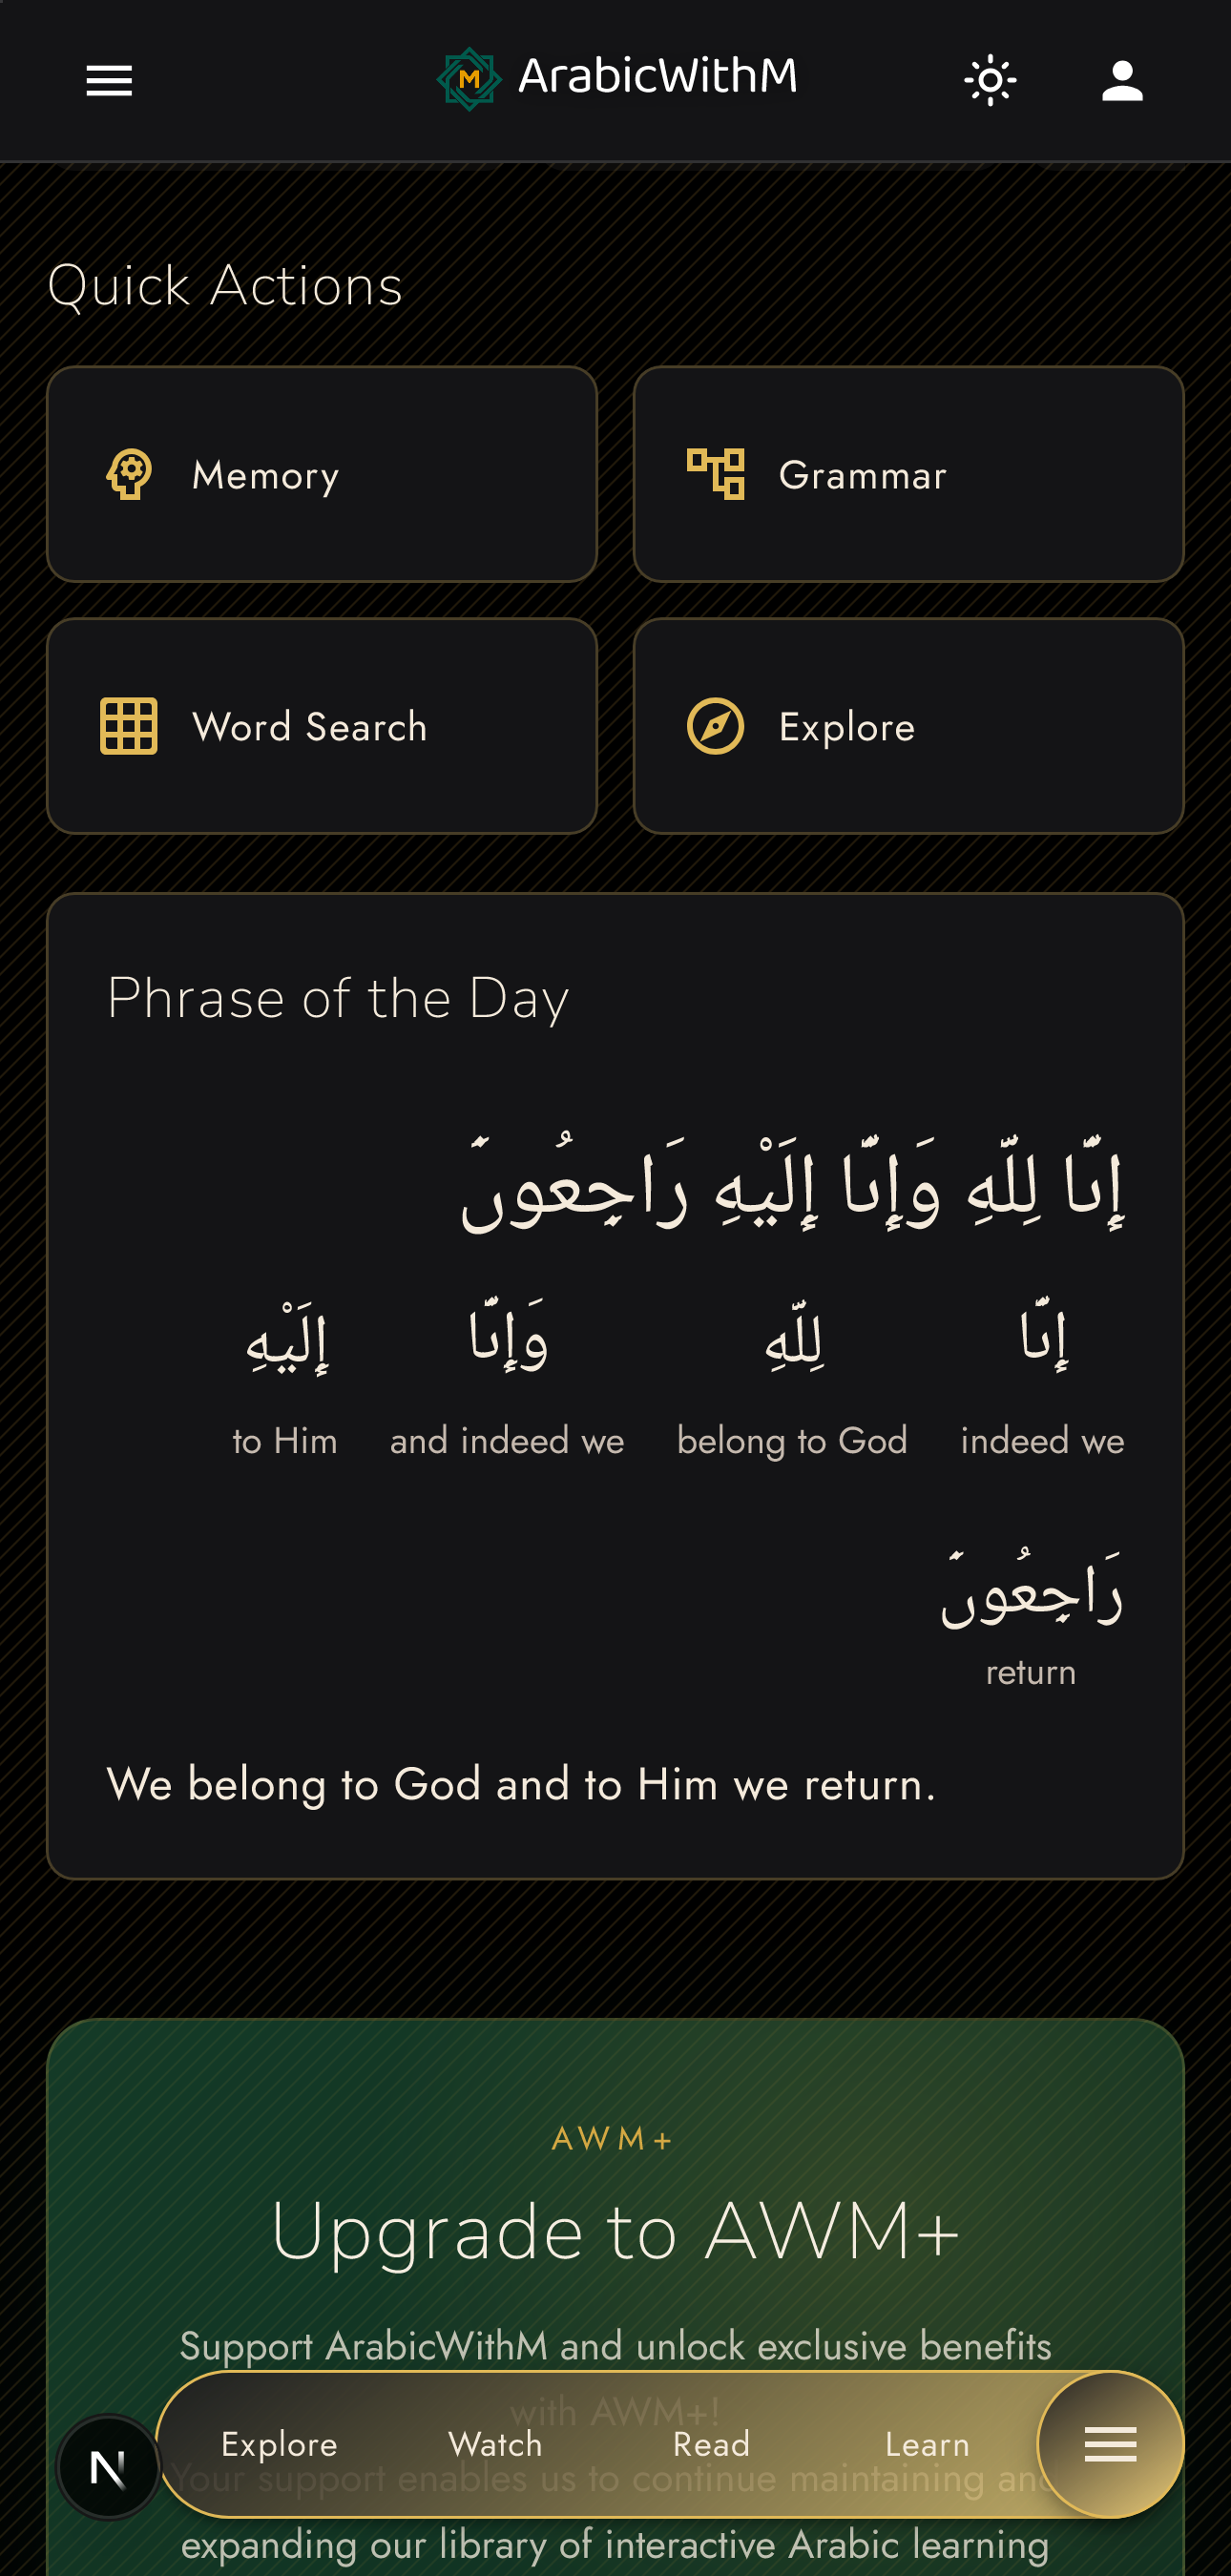 M ArabicWithM
Quick Actions
Memory
Grammar
Word Search
Explore
Phrase of the Day
إِنَّا لِلَّهِ وَإِنَّا إِلَيْهِ رَاجِعُونَ
إِنَّا
indeed we
لِلَّهِ
belong to God
وَإِنَّا
and indeed we
إِلَيْهِ
to Him
رَاجِعُونَ
return
We belong to God and to Him we return.
AWM+
Upgrade to AWM+
Support ArabicWithM and unlock exclusive benefits
with AWM+!
Explore Watch Read Learn
N
Your support enables us to continue maintaining and
expanding our library of interactive Arabic learning